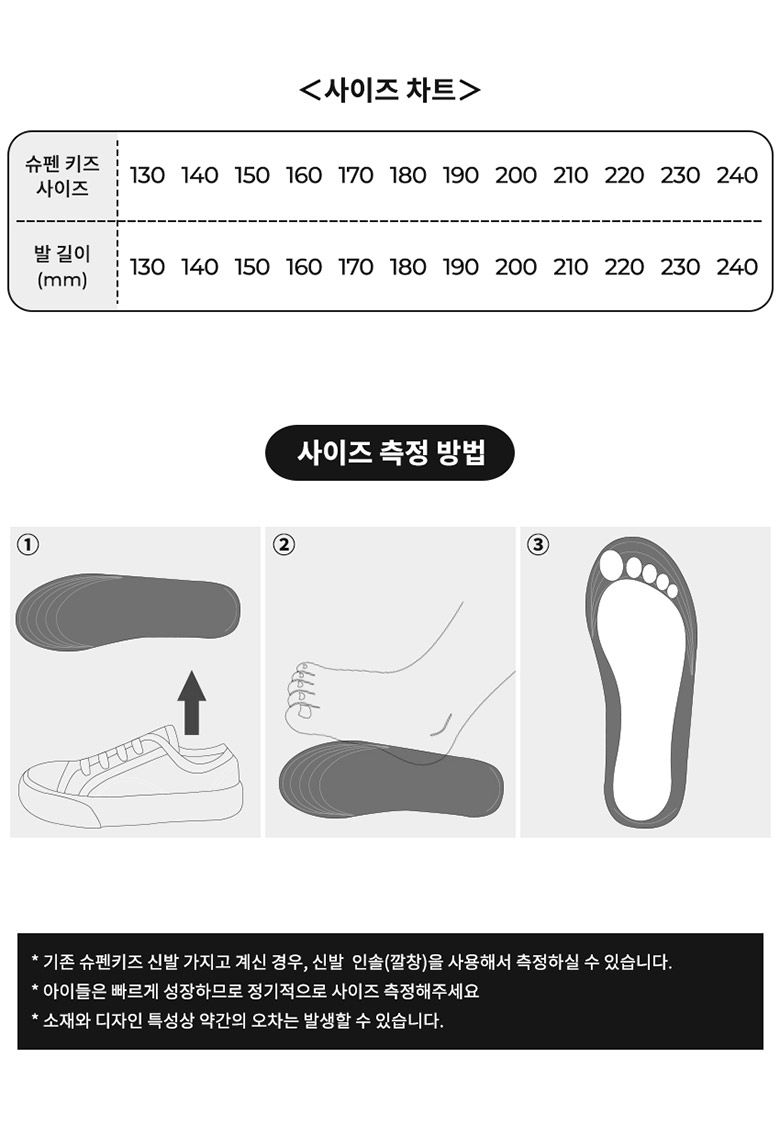 <사이즈 차트>
슈펜 키즈
사이즈
130 140 150 160 170 180 190 200 210 220 230 240
발 길이
(mm)
130 140 150 160 170 180 190 200 210 220 230 240
사이즈 측정 방법
① ② ③
* 기존 슈펜키즈 신발 가지고 계신 경우, 신발 인솔(깔창)을 사용해서 측정하실 수 있습니다.
* 아이들은 빠르게 성장하므로 정기적으로 사이즈 측정해주세요
* 소재와 디자인 특성상 약간의 오차는 발생할 수 있습니다.